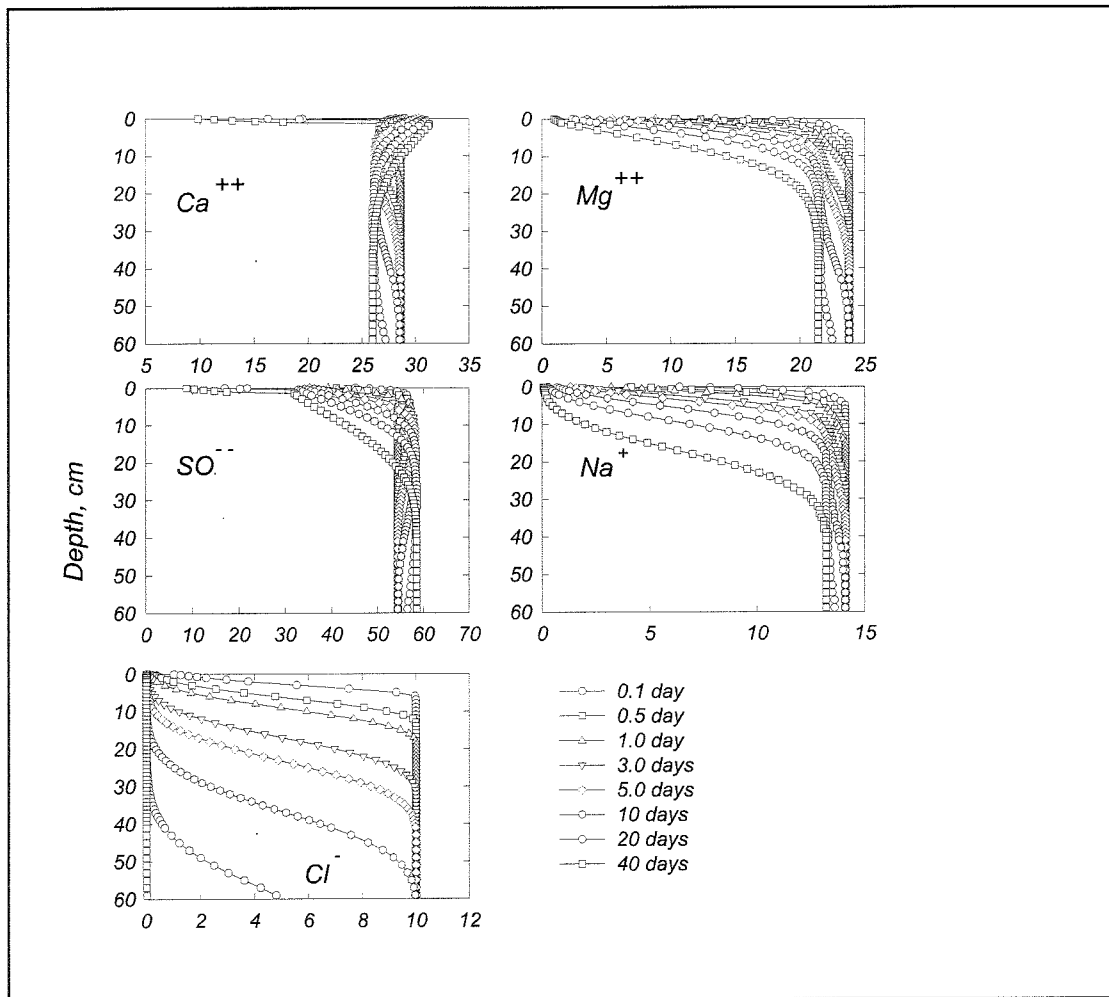 0
10
20
30
40
50
60
Ca++
5 10 15 20 25 30 35
0
10
20
30
40
50
60
Mg++
0 5 10 15 20 25
Depth, cm
0
10
20
30
40
50
60
SO--
0 10 20 30 40 50 60 70
0
10
20
30
40
50
60
Na+
0 5 10 15
0
10
20
30
40
50
60
Cl-
0 2 4 6 8 10 12
0.1 day
0.5 day
1.0 day
3.0 days
5.0 days
10 days
20 days
40 days